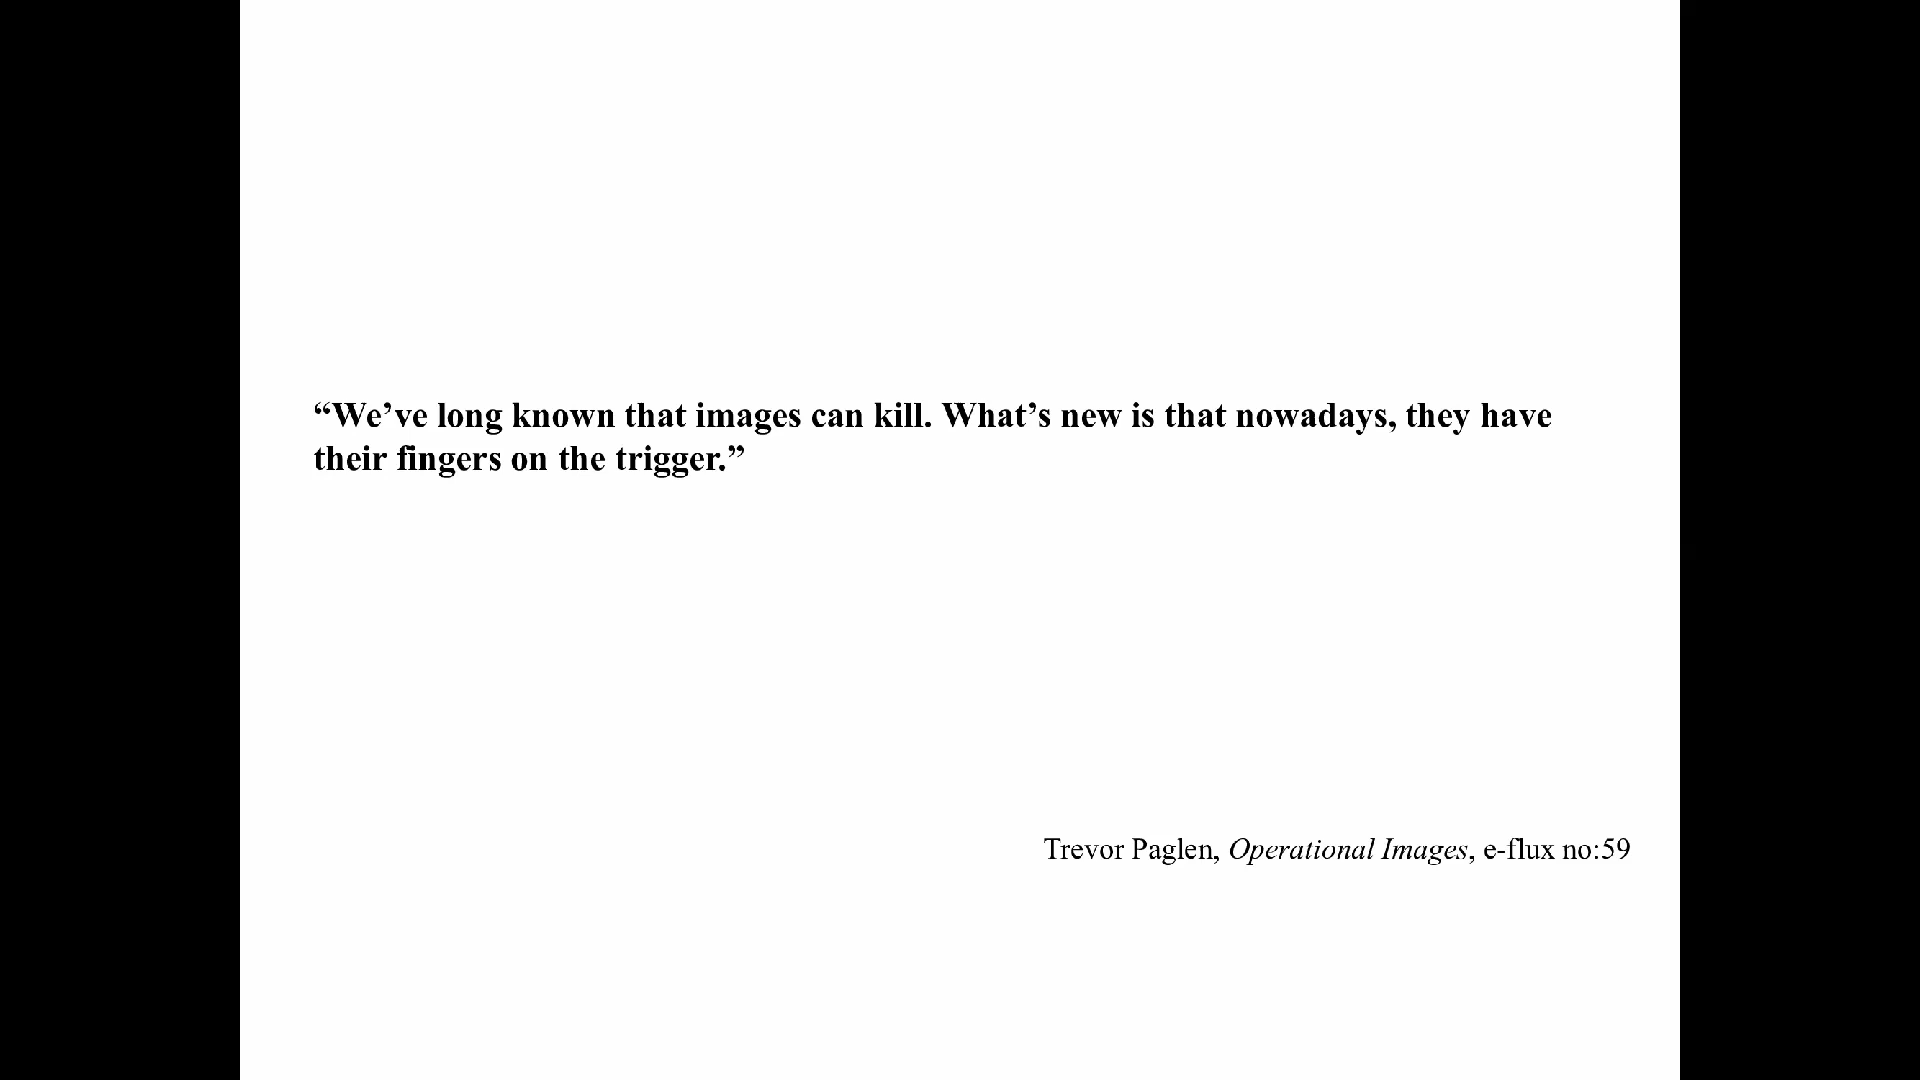 “We’ve long known that images can kill. What’s new is that nowadays, they have
their fingers on the trigger.”
Trevor Paglen, Operational Images, e-flux no:59